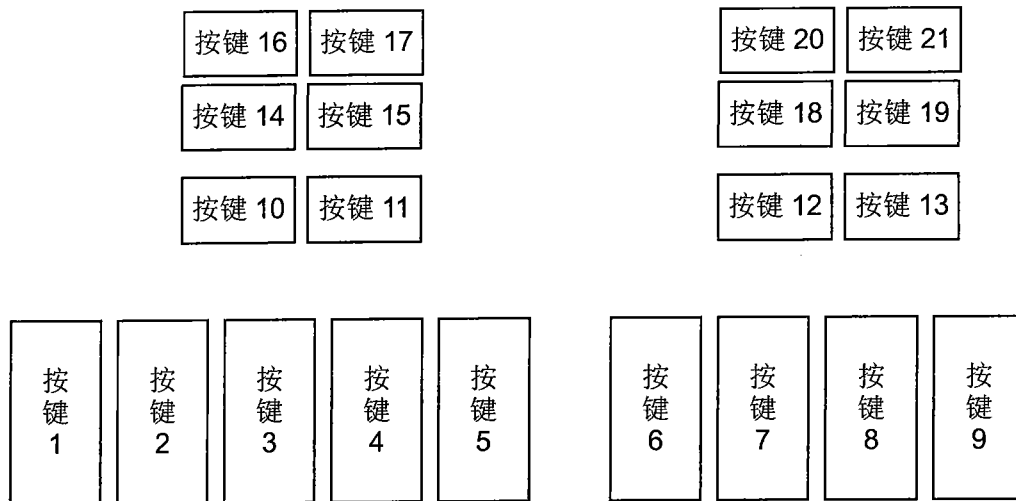 按键 16 按键 17 按键 20 按键 21
按键 14 按键 15 按键 18 按键 19
按键 10 按键 11 按键 12 按键 13
按键 1 按键 2 按键 3 按键 4 按键 5 按键 6 按键 7 按键 8 按键 9